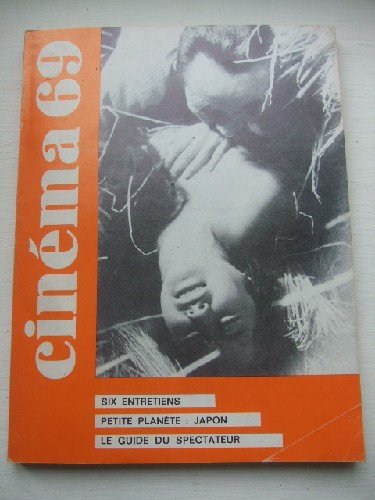 cinéma 69
SIX ENTRETIENS
PETITE PLANÈTE : JAPON
LE GUIDE DU SPECTATEUR